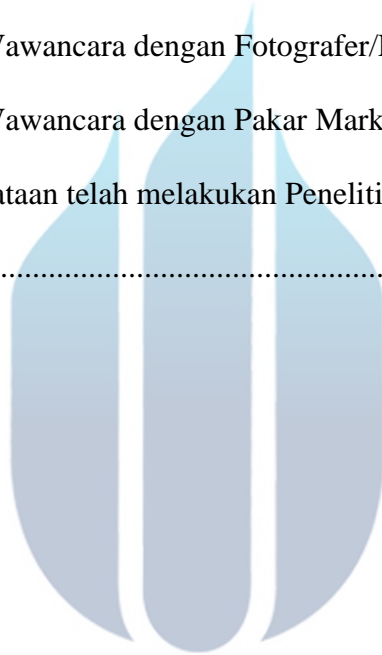 Wawancara dengan Fotografer/
Wawancara dengan Pakar Mark
ataan telah melakukan Peneliti
................................................